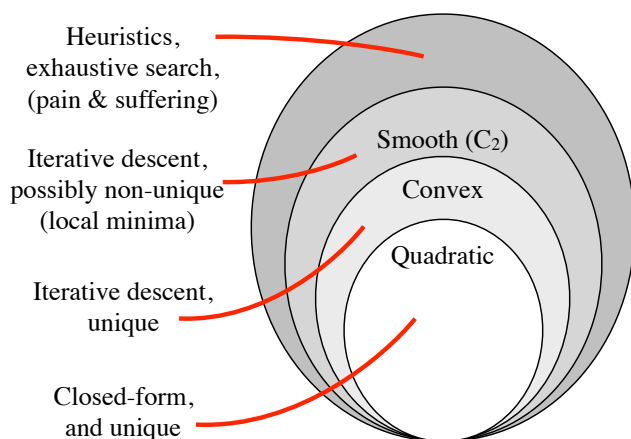 Heuristics,
exhaustive search,
(pain & suffering)
Smooth (C₂)
Iterative descent,
possibly non-unique
(local minima)
Convex
Quadratic
Iterative descent,
unique
Closed-form,
and unique